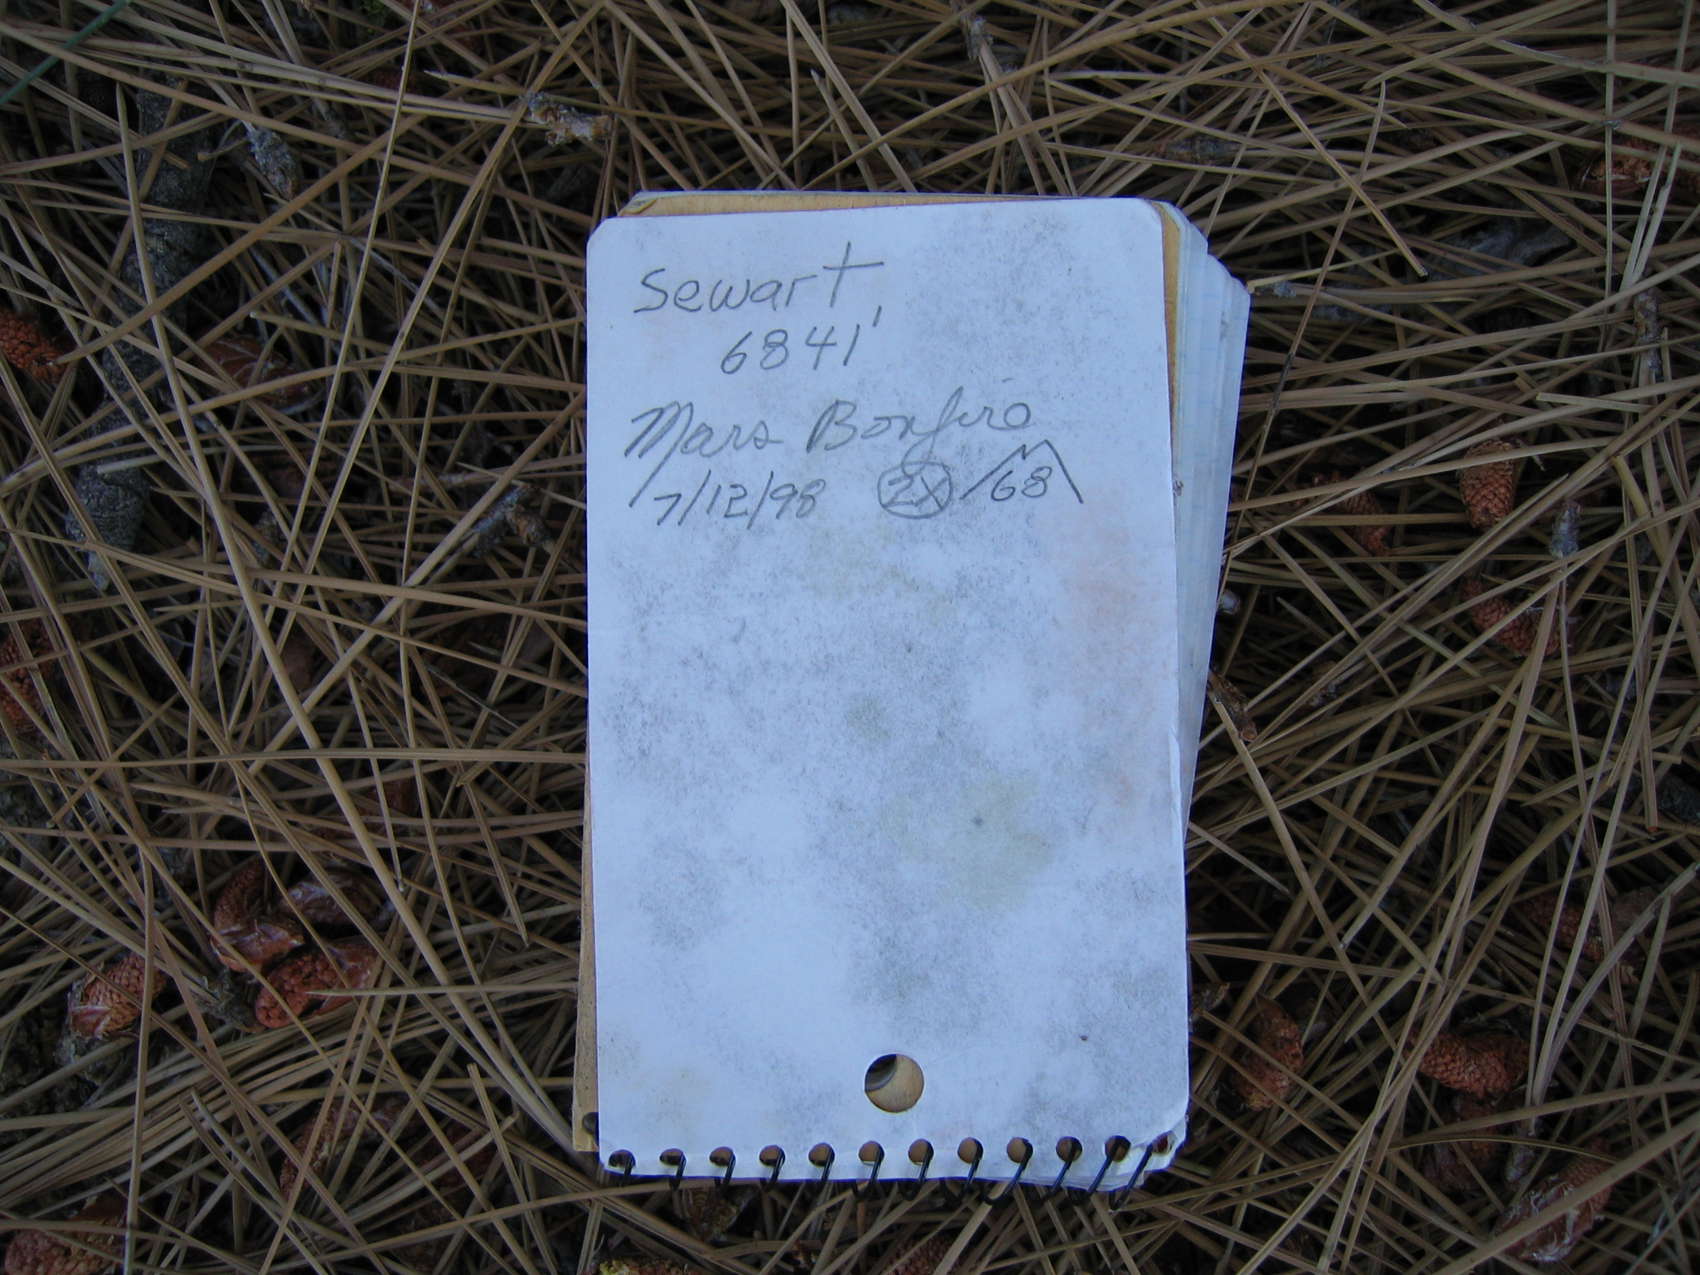 Sewart
6841'
Mars Bonfire
7/12/98 2X 68